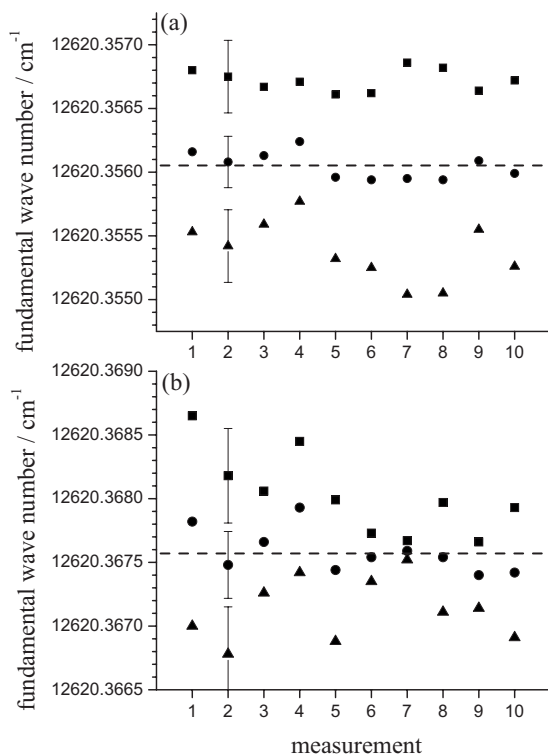 (a)
fundamental wave number / cm⁻¹
12620.3570
12620.3565
12620.3560
12620.3555
12620.3550
1 2 3 4 5 6 7 8 9 10
(b)
fundamental wave number / cm⁻¹
12620.3690
12620.3685
12620.3680
12620.3675
12620.3670
12620.3665
1 2 3 4 5 6 7 8 9 10
measurement